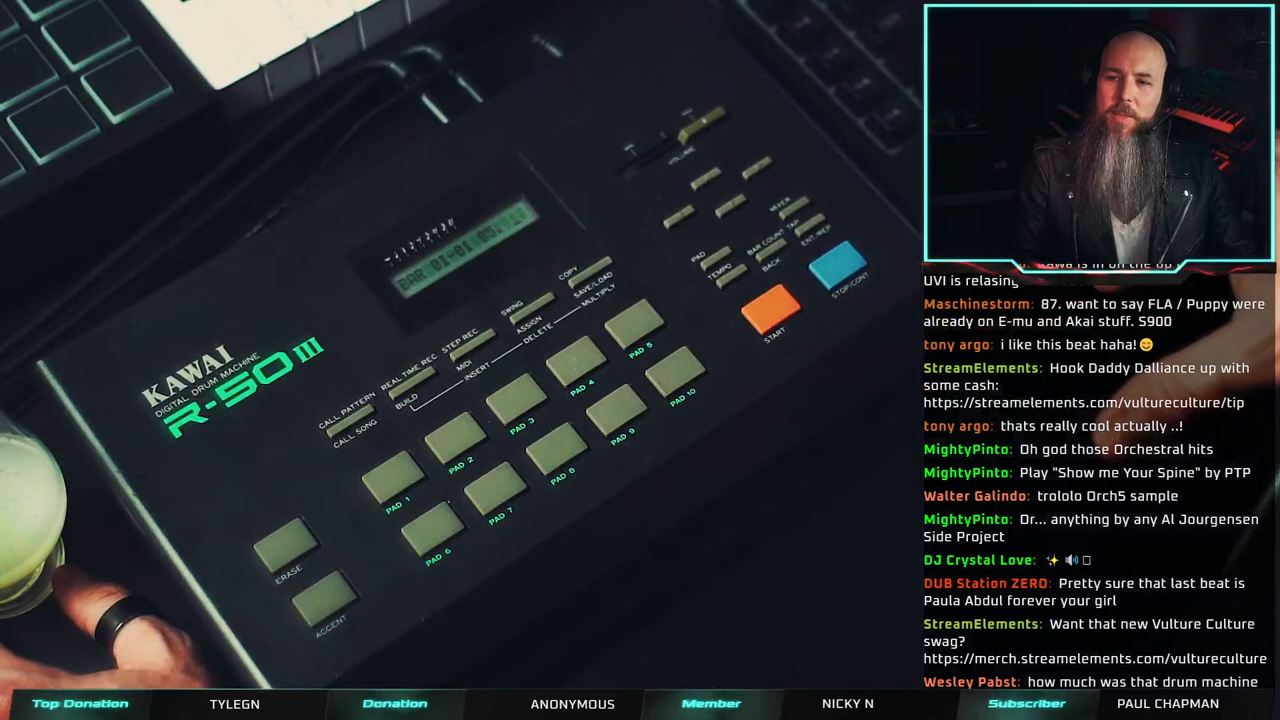 KAWAI
DIGITAL DRUM MACHINE
R-50 III
VOLUME
PAD
TEMPO
BAR COUNT
BACK
MIXER
TAP
ENT/REP
STOP/CONT
START
CALL PATTERN
CALL SONG
REAL TIME REC
BUILD
STEP REC
MIDI
SWING
ASSIGN
COPY
SAVE/LOAD
INSERT
DELETE
MULTIPLY
PAD 1
PAD 2
PAD 3
PAD 4
PAD 5
PAD 6
PAD 7
PAD 8
PAD 9
PAD 10
ERASE
ACCENT
UVI is relasing
Maschinestorm: 87. want to say FLA / Puppy were
already on E-mu and Akai stuff. S900
tony argo: i like this beat haha!😊
StreamElements: Hook Daddy Dalliance up with
some cash:
https://streamelements.com/vultureculture/tip
tony argo: thats really cool actually ..!
MightyPinto: Oh god those Orchestral hits
MightyPinto: Play "Show me Your Spine" by PTP
Walter Galindo: trololo Orch5 sample
MightyPinto: Or... anything by any Al Jourgensen
Side Project
DJ Crystal Love: ✨ 🔊
DUB Station ZERO: Pretty sure that last beat is
Paula Abdul forever your girl
StreamElements: Want that new Vulture Culture
swag?
https://merch.streamelements.com/vultureculture
Wesley Pabst: how much was that drum machine
Top Donation TYLEGN Donation ANONYMOUS Member NICKY N Subscriber PAUL CHAPMAN